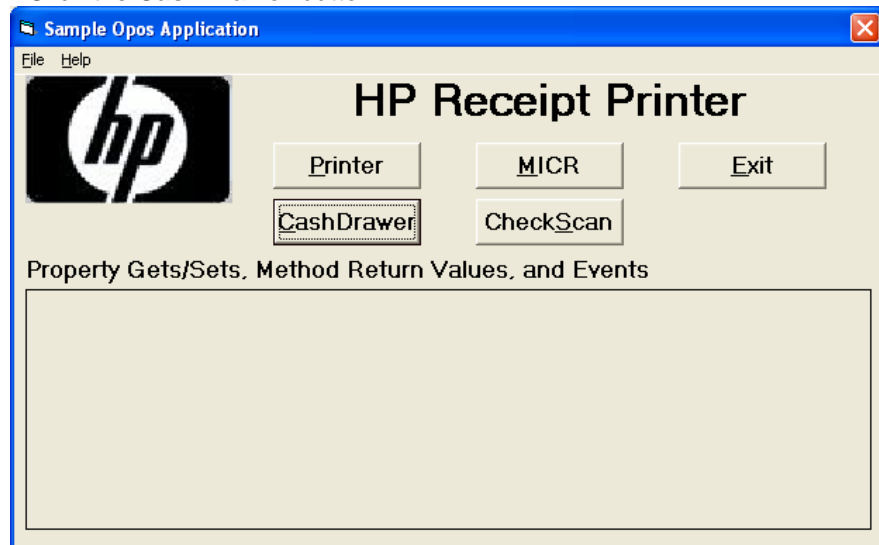 Sample Opos Application
File Help
hp
HP Receipt Printer
Printer MICR Exit
CashDrawer CheckScan
Property Gets/Sets, Method Return Values, and Events